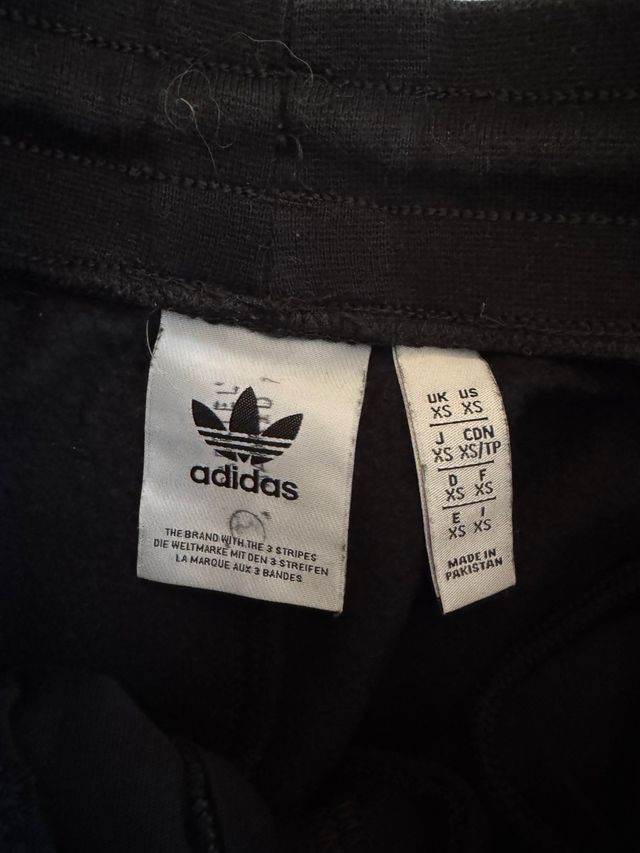 adidas
THE BRAND WITH THE 3 STRIPES
DIE WELTMARKE MIT DEN 3 STREIFEN
LA MARQUE AUX 3 BANDES
UK US
XS XS
J CDN
XS XS/TP
D F
XS XS
E I
XS XS
MADE IN
PAKISTAN